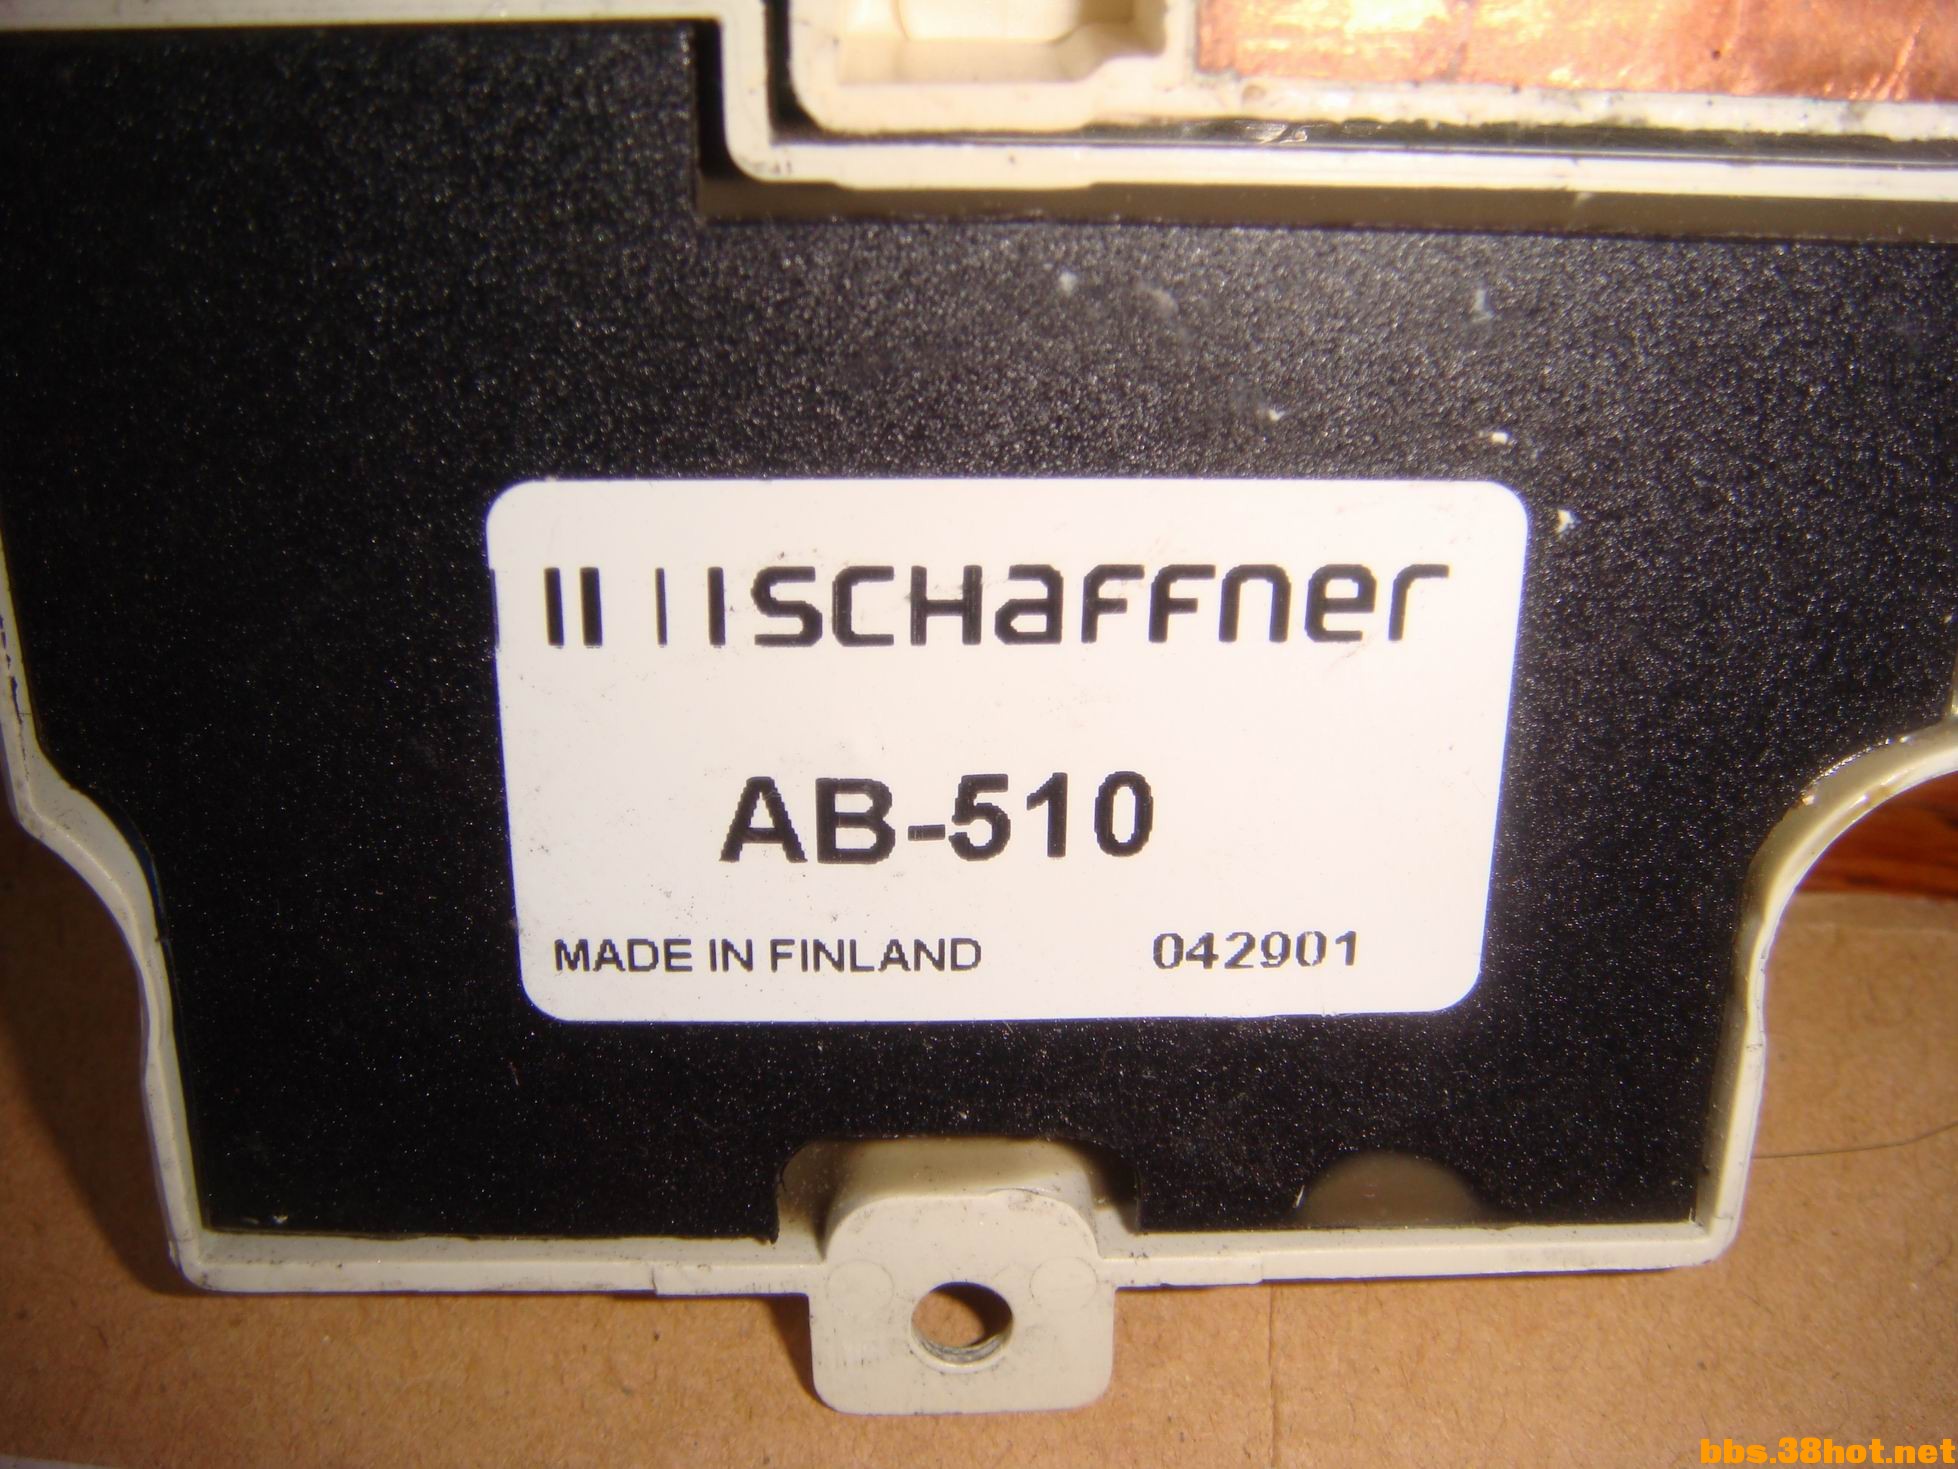 SCHaFFner
AB-510
MADE IN FINLAND 042901
bbs.38hot.net